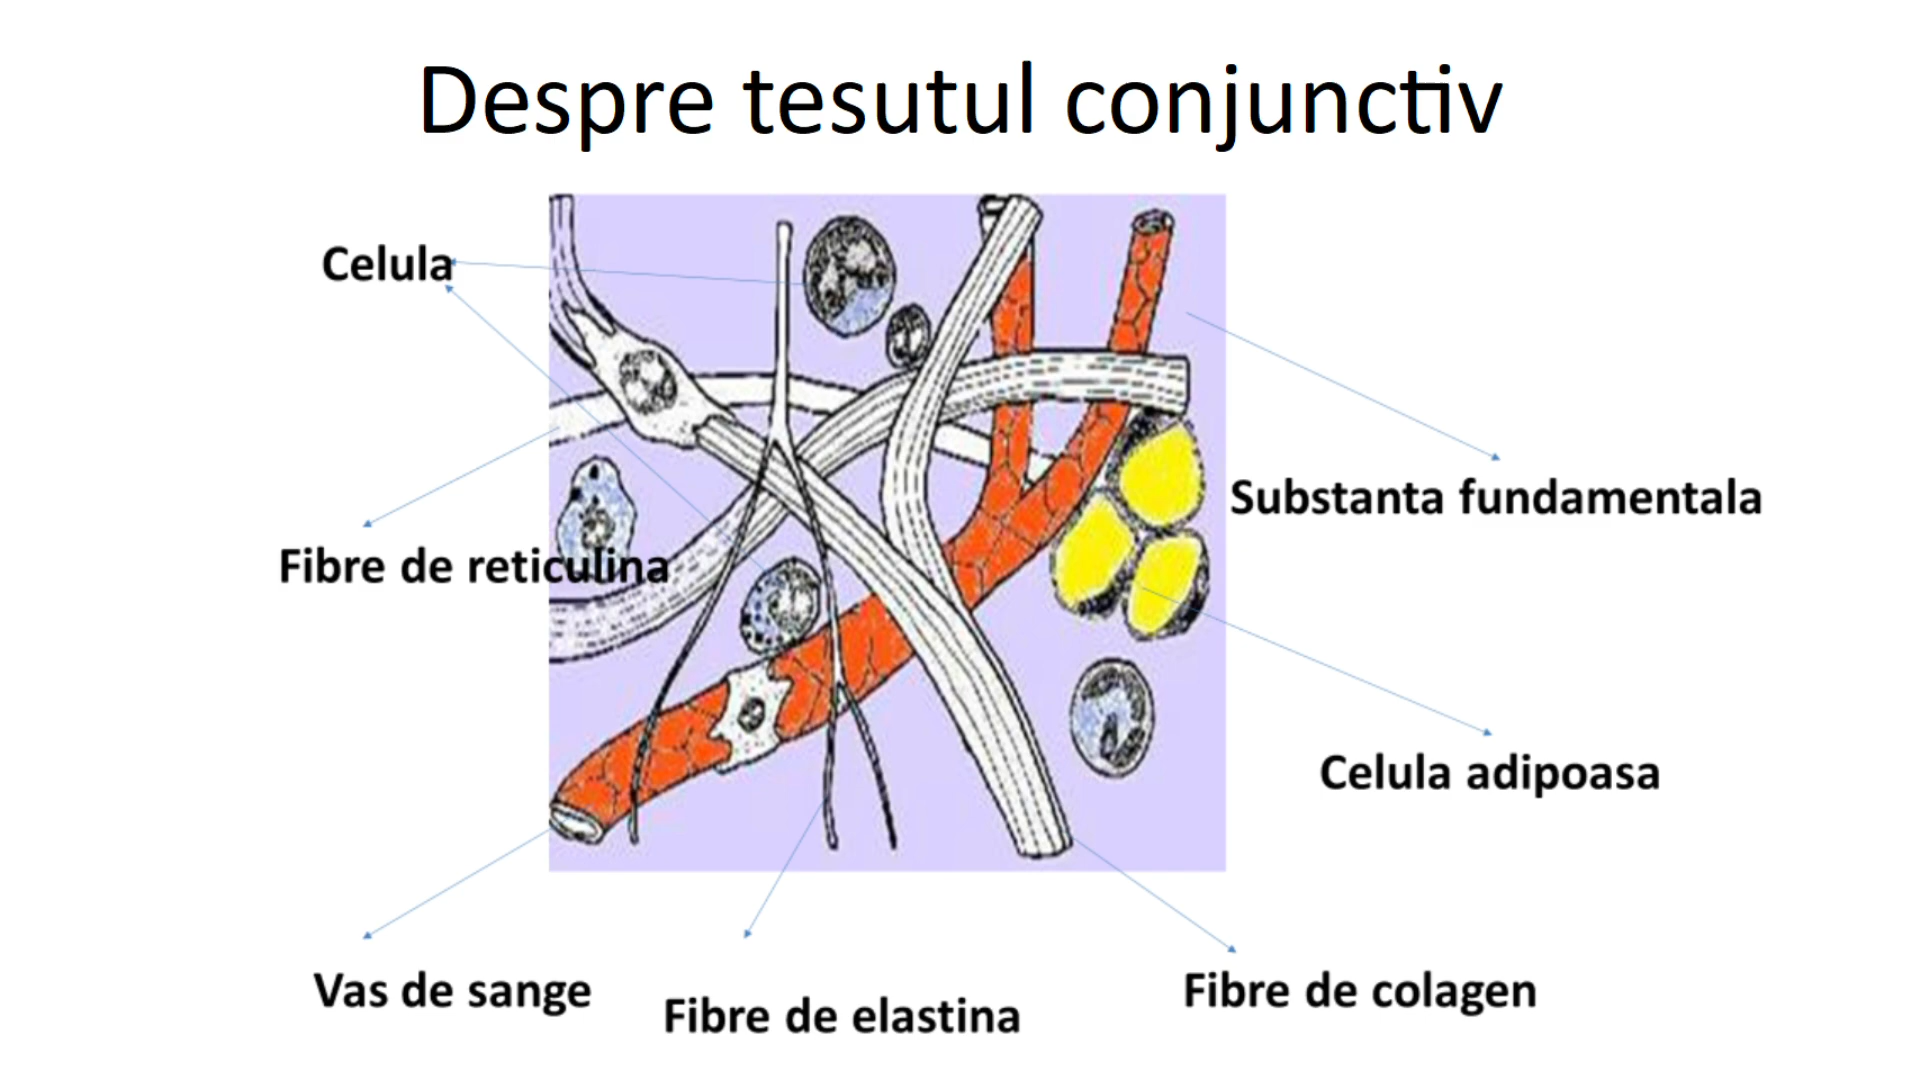 Despre tesutul conjunctiv
Celula
Substanta fundamentala
Fibre de reticulina
Celula adipoasa
Vas de sange
Fibre de elastina
Fibre de colagen